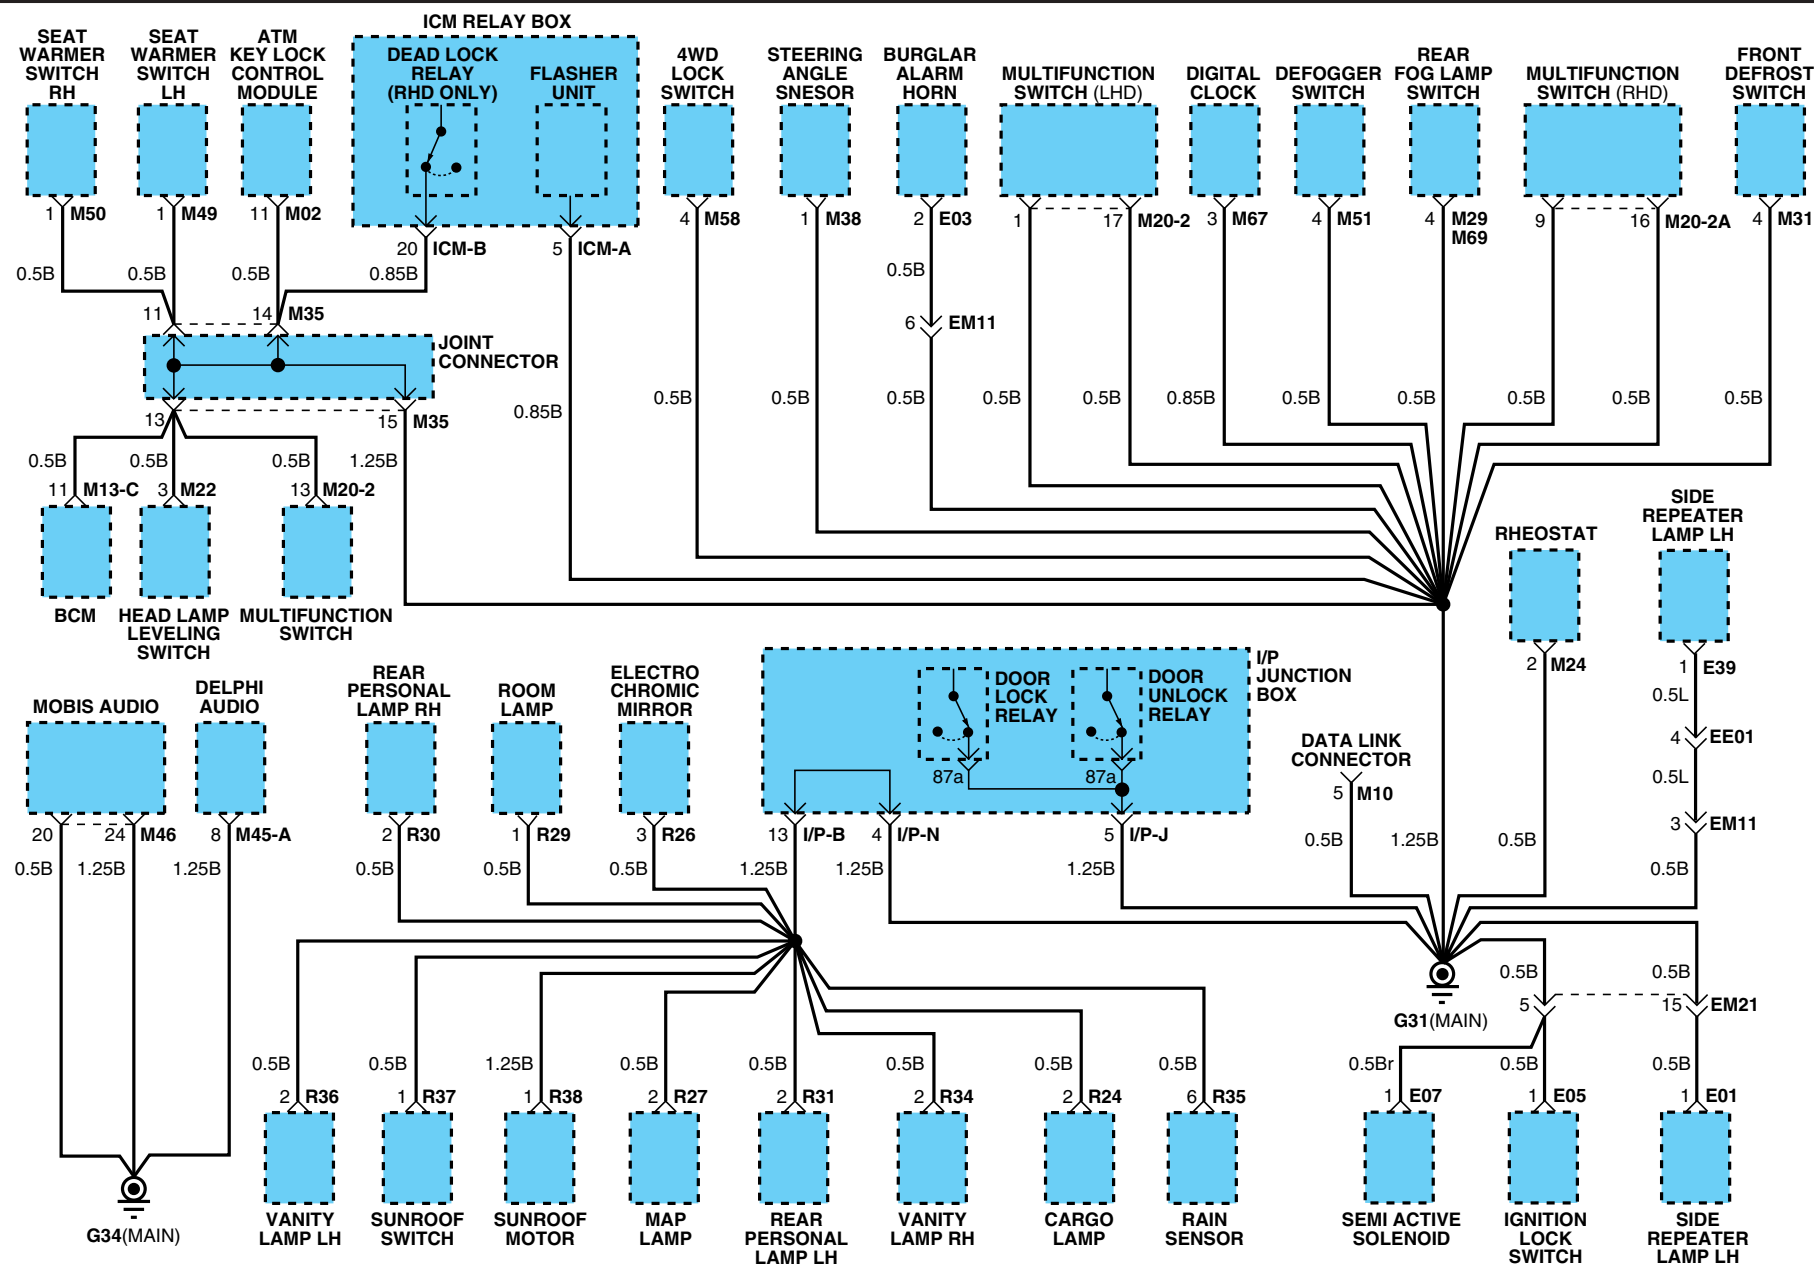 ICM RELAY BOX
SEAT
WARMER
SWITCH
RH
SEAT
WARMER
SWITCH
LH
ATM
KEY LOCK
CONTROL
MODULE
DEAD LOCK
RELAY
(RHD ONLY)
FLASHER
UNIT
4WD
LOCK
SWITCH
STEERING
ANGLE
SNESOR
BURGLAR
ALARM
HORN
MULTIFUNCTION
SWITCH (LHD)
DIGITAL
CLOCK
DEFOGGER
SWITCH
REAR
FOG LAMP
SWITCH
MULTIFUNCTION
SWITCH (RHD)
FRONT
DEFROST
SWITCH
1 M50
1 M49
11 M02
20 ICM-B
5 ICM-A
4 M58
1 M38
2 E03
1
17 M20-2
3 M67
4 M51
4 M29
M69
9
16 M20-2A
4 M31
0.5B
0.5B
0.5B
0.85B
0.5B
11
14 M35
6 EM11
JOINT
CONNECTOR
0.85B
0.5B
0.5B
0.5B
0.5B
0.5B
0.85B
0.5B
0.5B
0.5B
0.5B
0.5B
13
15 M35
0.5B
0.5B
0.5B
1.25B
11 M13-C
3 M22
13 M20-2
BCM
HEAD LAMP
LEVELING
SWITCH
MULTIFUNCTION
SWITCH
RHEOSTAT
SIDE
REPEATER
LAMP LH
2 M24
1 E39
0.5L
4 EE01
0.5L
3 EM11
0.5B
MOBIS AUDIO
DELPHI
AUDIO
REAR
PERSONAL
LAMP RH
ROOM
LAMP
ELECTRO
CHROMIC
MIRROR
DOOR
LOCK
RELAY
DOOR
UNLOCK
RELAY
I/P
JUNCTION
BOX
87a
87a
DATA LINK
CONNECTOR
5 M10
20
24 M46
8 M45-A
2 R30
1 R29
3 R26
13 I/P-B
4 I/P-N
5 I/P-J
0.5B
1.25B
1.25B
0.5B
0.5B
0.5B
1.25B
1.25B
1.25B
0.5B
1.25B
0.5B
G31(MAIN)
0.5B
0.5B
5
15 EM21
0.5B
0.5B
1.25B
0.5B
0.5B
0.5B
0.5B
0.5B
0.5Br
0.5B
0.5B
2 R36
1 R37
1 R38
2 R27
2 R31
2 R34
2 R24
6 R35
1 E07
1 E05
1 E01
G34(MAIN)
VANITY
LAMP LH
SUNROOF
SWITCH
SUNROOF
MOTOR
MAP
LAMP
REAR
PERSONAL
LAMP LH
VANITY
LAMP RH
CARGO
LAMP
RAIN
SENSOR
SEMI ACTIVE
SOLENOID
IGNITION
LOCK
SWITCH
SIDE
REPEATER
LAMP LH